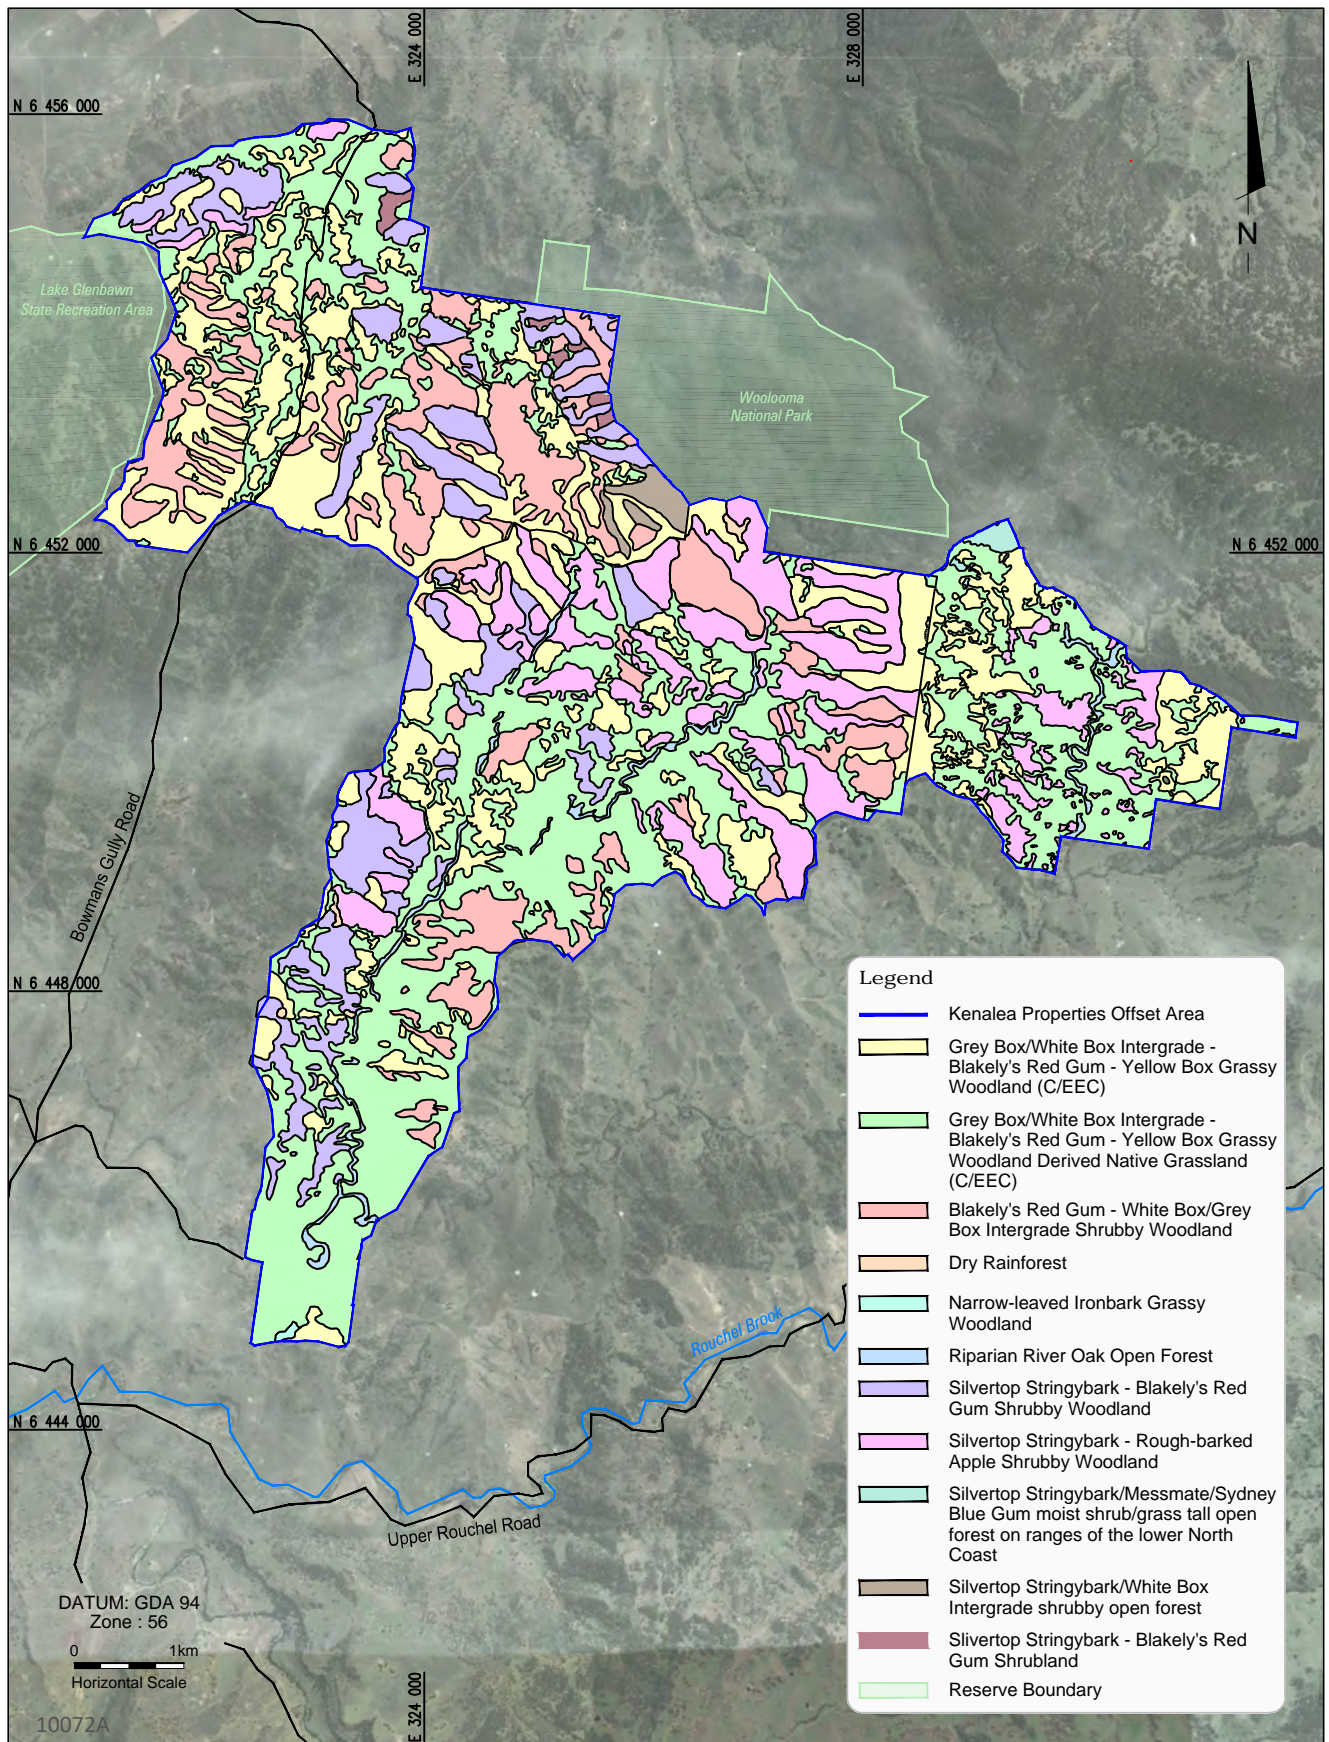 E 324 000
E 328 000
N 6 456 000
N
Lake Glenbawn
State Recreation Area
Woolooma
National Park
N 6 452 000
N 6 452 000
Bowmans Gully Road
N 6 448 000
Legend
Kenalea Properties Offset Area
Grey Box/White Box Intergrade -
Blakely's Red Gum - Yellow Box Grassy
Woodland (C/EEC)
Grey Box/White Box Intergrade -
Blakely's Red Gum - Yellow Box Grassy
Woodland Derived Native Grassland
(C/EEC)
Blakely's Red Gum - White Box/Grey
Box Intergrade Shrubby Woodland
Dry Rainforest
Narrow-leaved Ironbark Grassy
Woodland
Riparian River Oak Open Forest
Silvertop Stringybark - Blakely's Red
Gum Shrubby Woodland
Silvertop Stringybark - Rough-barked
Apple Shrubby Woodland
Silvertop Stringybark/Messmate/Sydney
Blue Gum moist shrub/grass tall open
forest on ranges of the lower North
Coast
Silvertop Stringybark/White Box
Intergrade shrubby open forest
Slivertop Stringybark - Blakely's Red
Gum Shrubland
Reserve Boundary
Rouchel Brook
N 6 444 000
Upper Rouchel Road
DATUM: GDA 94
Zone : 56
0 1km
Horizontal Scale
E 324 000
10072A